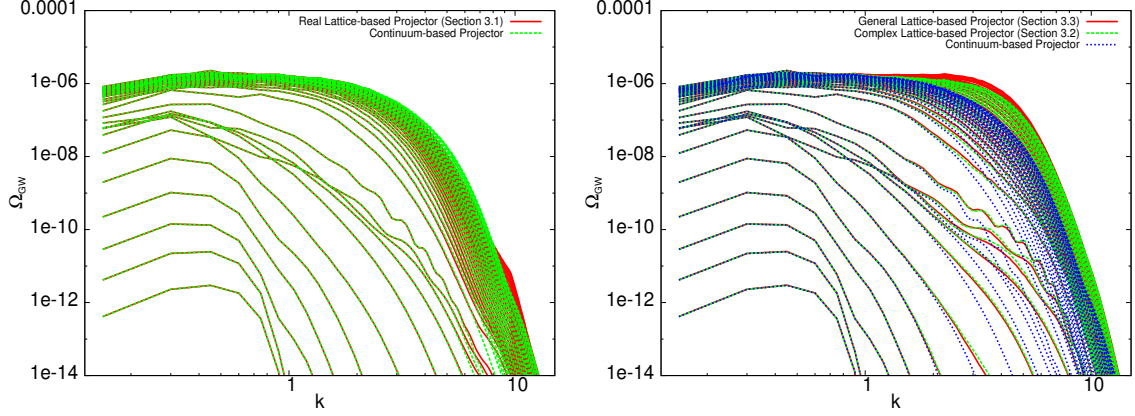 0.0001
1e-06
1e-08
1e-10
1e-12
1e-14
Ω_GW
1
10
k
Real Lattice-based Projector (Section 3.1)
Continuum-based Projector
0.0001
1e-06
1e-08
1e-10
1e-12
1e-14
Ω_GW
1
10
k
General Lattice-based Projector (Section 3.3)
Complex Lattice-based Projector (Section 3.2)
Continuum-based Projector